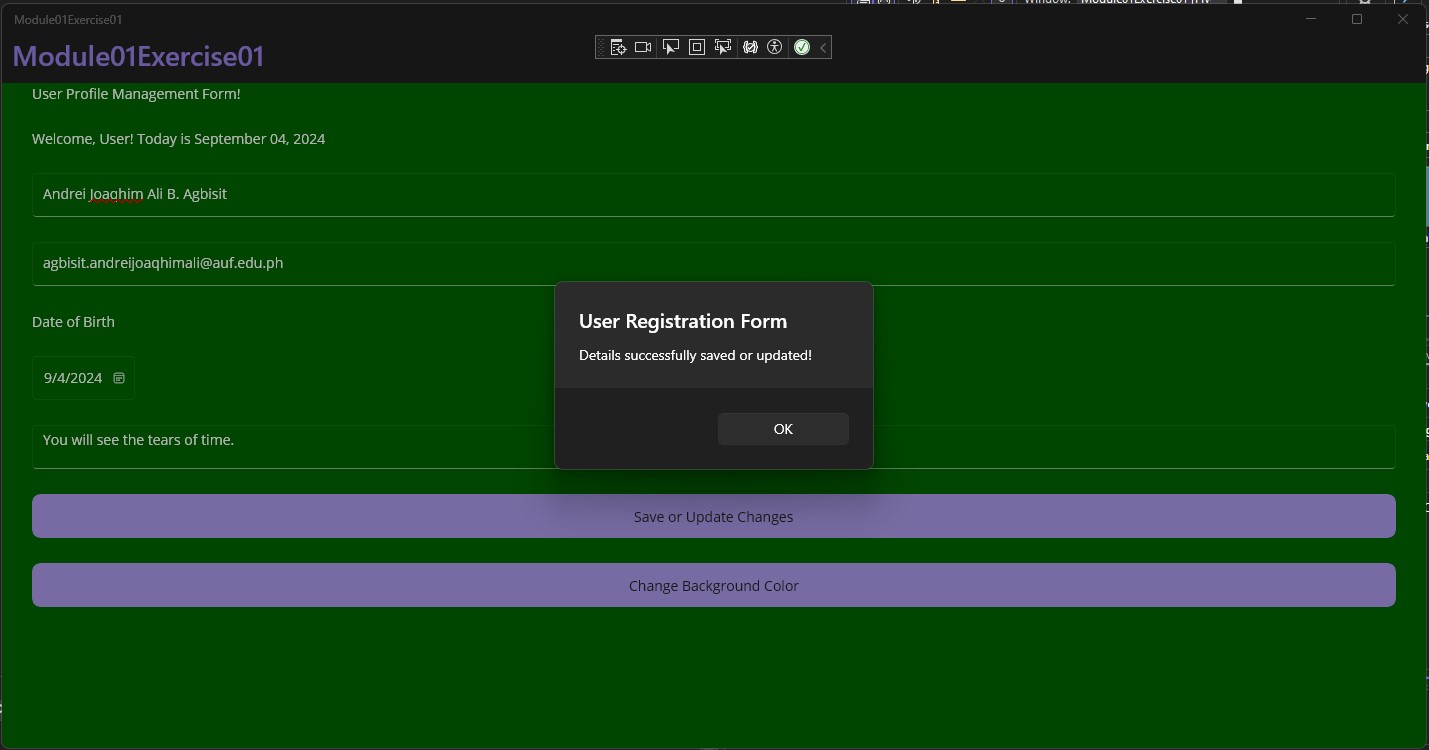 Module01Exercise01
Module01Exercise01
User Profile Management Form!
Welcome, User! Today is September 04, 2024
Andrei Joaqhim Ali B. Agbisit
agbisit.andreijoaqhimali@auf.edu.ph
Date of Birth
9/4/2024
You will see the tears of time.
User Registration Form
Details successfully saved or updated!
OK
Save or Update Changes
Change Background Color